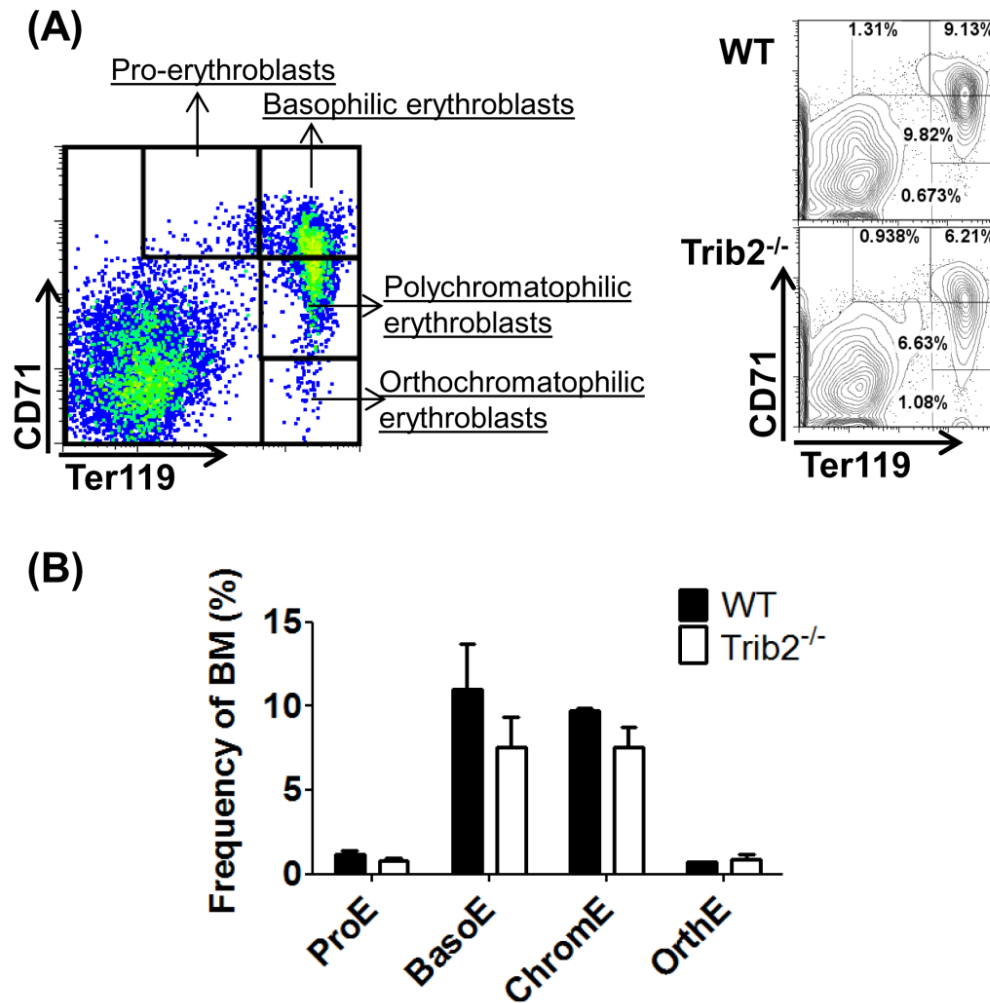 (A)
Pro-erythroblasts
Basophilic erythroblasts
Polychromatophilic
erythroblasts
Orthochromatophilic
erythroblasts
CD71
Ter119
WT
1.31%
9.13%
9.82%
0.673%
Trib2-/-
0.938%
6.21%
6.63%
1.08%
CD71
Ter119
(B)
Frequency of BM (%)
15
10
5
0
WT
Trib2-/-
ProE
BasoE
ChromE
OrthE